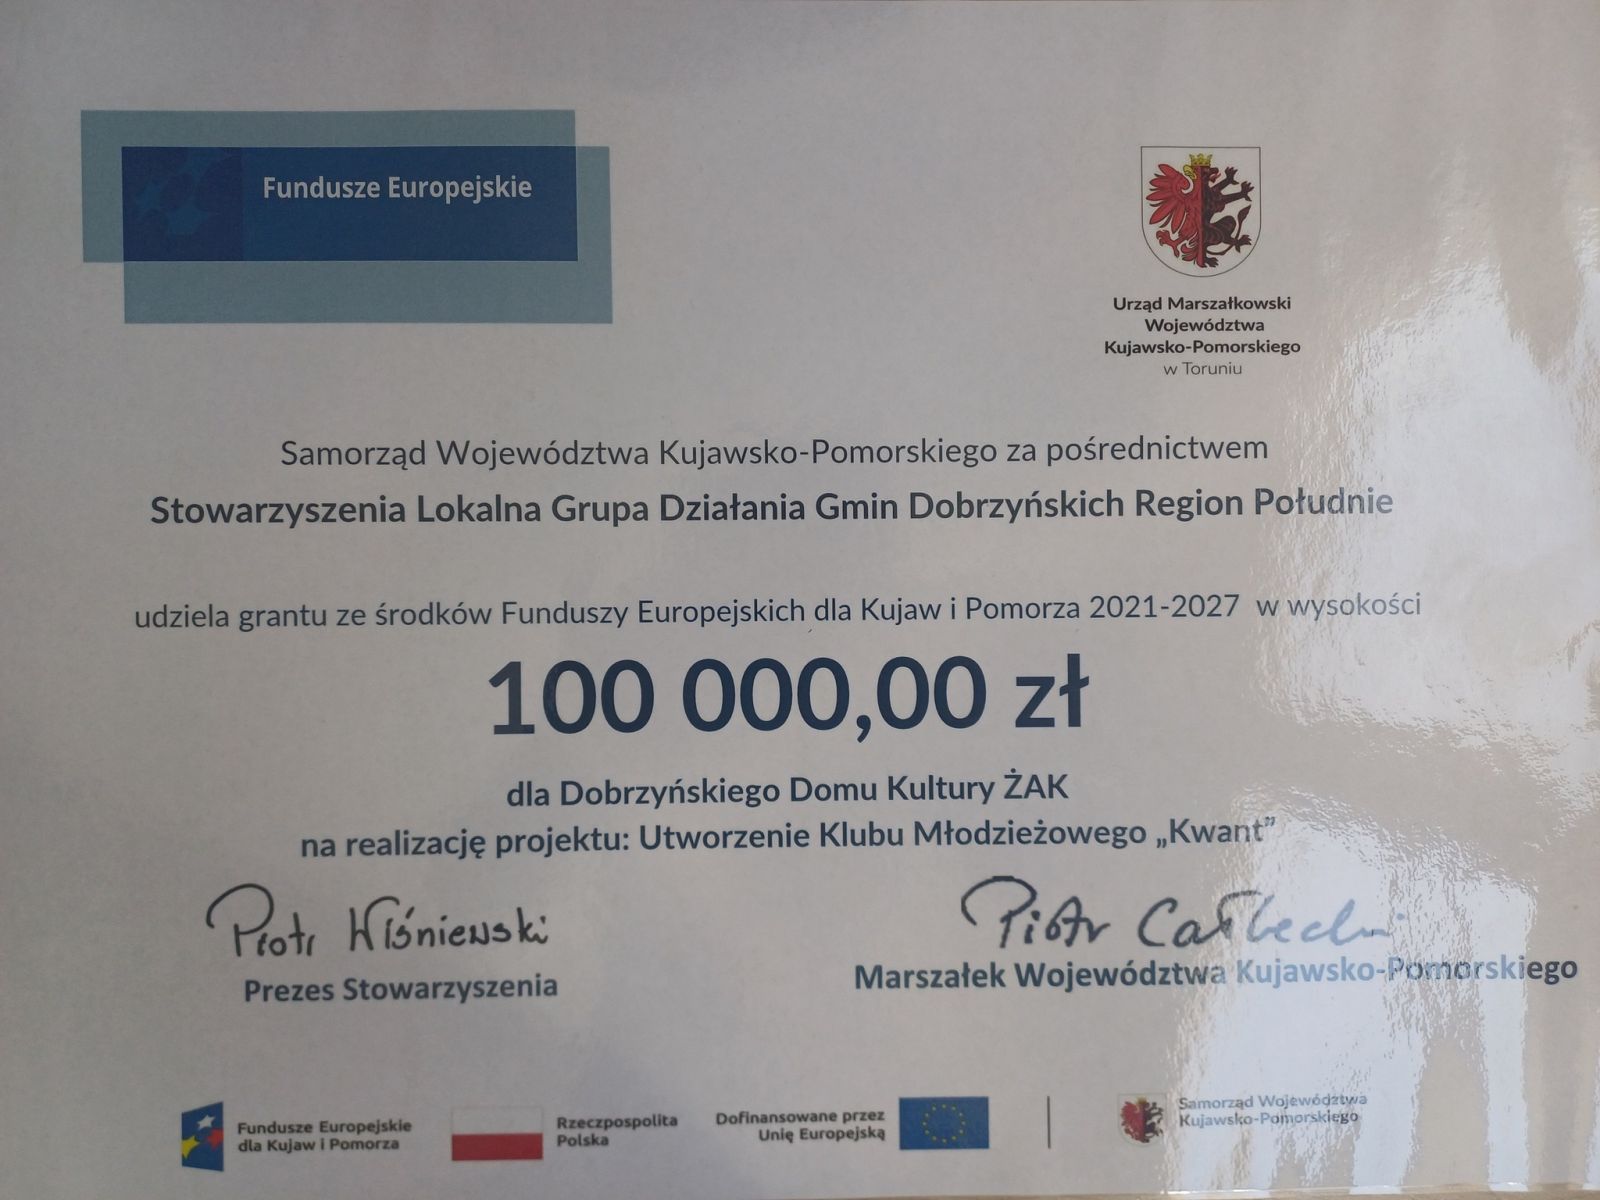 Fundusze Europejskie
Urząd Marszałkowski
Województwa
Kujawsko-Pomorskiego
w Toruniu
Samorząd Województwa Kujawsko-Pomorskiego za pośrednictwem
Stowarzyszenia Lokalna Grupa Działania Gmin Dobrzyńskich Region Południe
udziela grantu ze środków Funduszy Europejskich dla Kujaw i Pomorza 2021-2027 w wysokości
100 000,00 zł
dla Dobrzyńskiego Domu Kultury ŻAK
na realizację projektu: Utworzenie Klubu Młodzieżowego „Kwant”
Piotr Wiśniewski
Prezes Stowarzyszenia
Piotr Całbecki
Marszałek Województwa Kujawsko-Pomorskiego
Fundusze Europejskie
dla Kujaw i Pomorza
Rzeczpospolita
Polska
Dofinansowane przez
Unię Europejską
Samorząd Województwa
Kujawsko-Pomorskiego